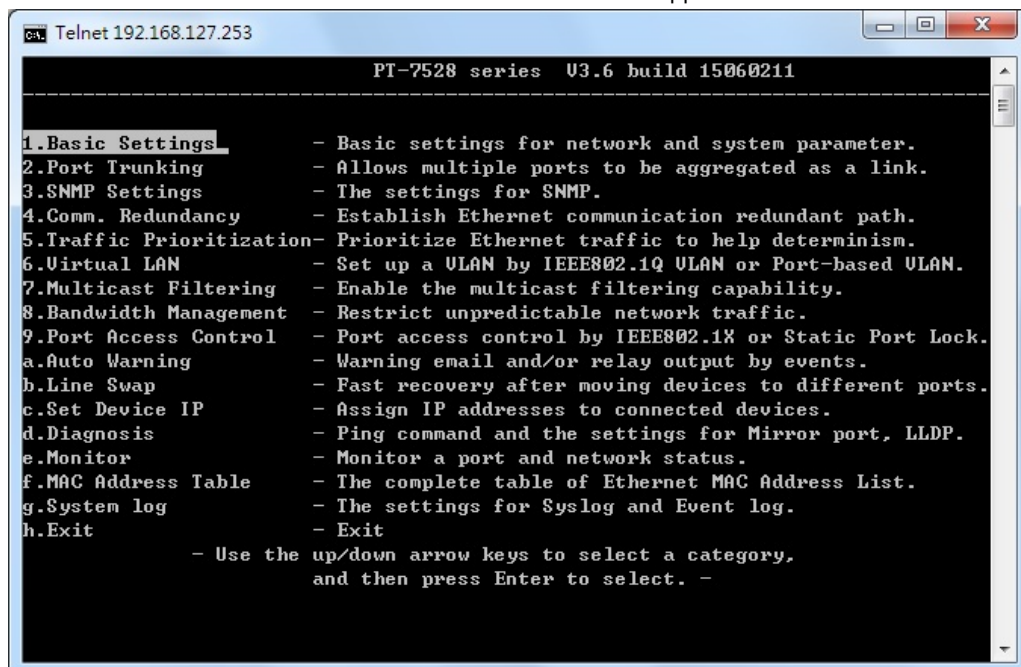 Telnet 192.168.127.253
PT-7528 series V3.6 build 15060211
1.Basic Settings - Basic settings for network and system parameter.
2.Port Trunking - Allows multiple ports to be aggregated as a link.
3.SNMP Settings - The settings for SNMP.
4.Comm. Redundancy - Establish Ethernet communication redundant path.
5.Traffic Prioritization- Prioritize Ethernet traffic to help determinism.
6.Virtual LAN - Set up a VLAN by IEEE802.1Q VLAN or Port-based VLAN.
7.Multicast Filtering - Enable the multicast filtering capability.
8.Bandwidth Management - Restrict unpredictable network traffic.
9.Port Access Control - Port access control by IEEE802.1X or Static Port Lock.
a.Auto Warning - Warning email and/or relay output by events.
b.Line Swap - Fast recovery after moving devices to different ports.
c.Set Device IP - Assign IP addresses to connected devices.
d.Diagnosis - Ping command and the settings for Mirror port, LLDP.
e.Monitor - Monitor a port and network status.
f.MAC Address Table - The complete table of Ethernet MAC Address List.
g.System log - The settings for Syslog and Event log.
h.Exit - Exit
- Use the up/down arrow keys to select a category,
and then press Enter to select. -